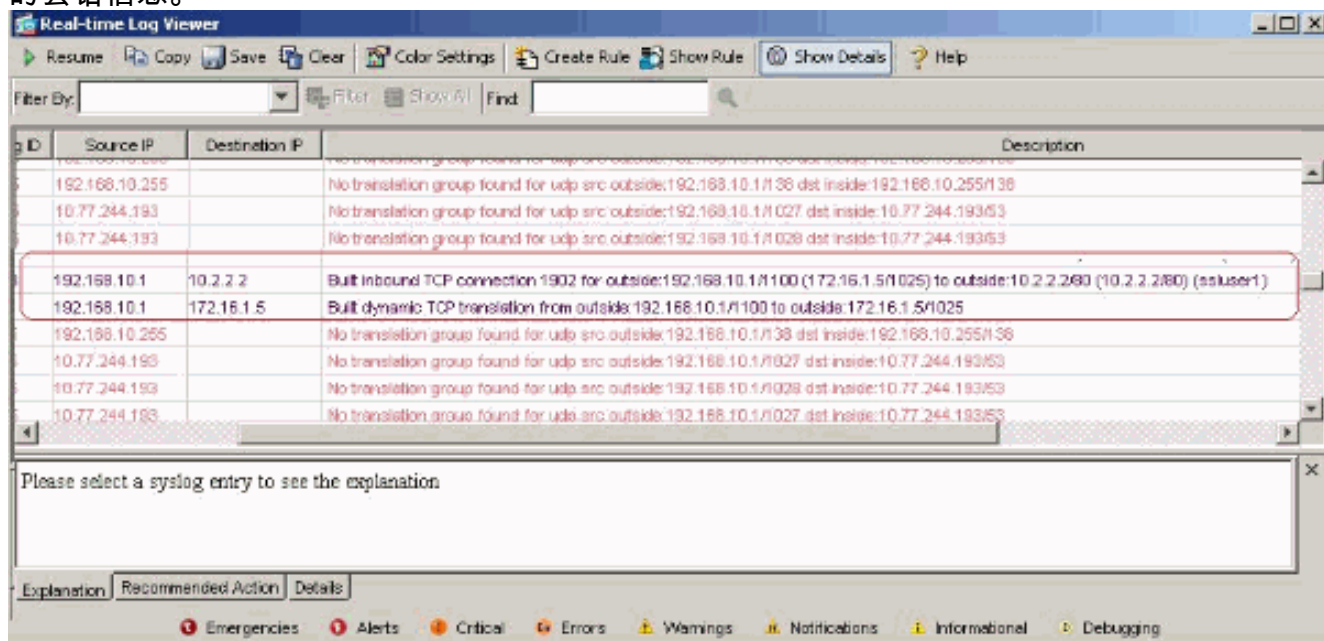 的会话信息。
Real-time Log Viewer
Resume Copy Save Clear Color Settings Create Rule Show Rule Show Details Help
Filter By: Filter Show All Find:
g ID Source IP Destination IP Description
192.168.10.255 No translation group found for udp src outside:192.168.10.1/138 dst inside:192.168.10.255/138
10.77.244.193 No translation group found for udp src outside:192.168.10.1/1027 dst inside:10.77.244.193/53
10.77.244.193 No translation group found for udp src outside:192.168.10.1/1028 dst inside:10.77.244.193/53
192.168.10.1 10.2.2.2 Built inbound TCP connection 1902 for outside:192.168.10.1/1100 (172.16.1.5/1025) to outside:10.2.2.2/80 (10.2.2.2/80) (ssluser1)
192.168.10.1 172.16.1.5 Built dynamic TCP translation from outside:192.168.10.1/1100 to outside:172.16.1.5/1025
192.168.10.255 No translation group found for udp src outside:192.168.10.1/138 dst inside:192.168.10.255/138
10.77.244.193 No translation group found for udp src outside:192.168.10.1/1027 dst inside:10.77.244.193/53
10.77.244.193 No translation group found for udp src outside:192.168.10.1/1028 dst inside:10.77.244.193/53
10.77.244.193 No translation group found for udp src outside:192.168.10.1/1027 dst inside:10.77.244.193/53
Please select a syslog entry to see the explanation
Explanation Recommended Action Details
Emergencies Alerts Critical Errors Warnings Notifications Informational Debugging